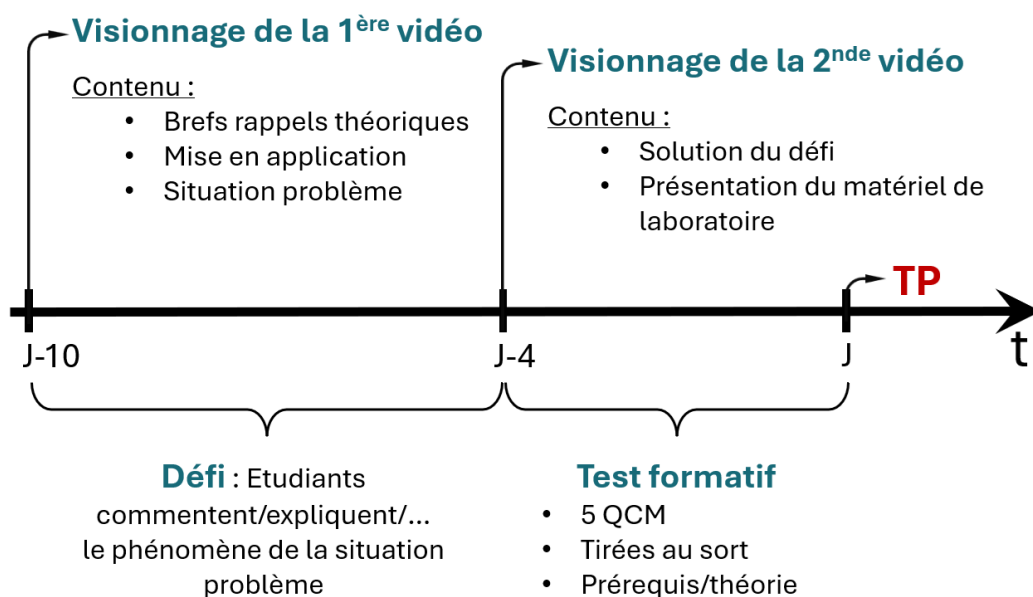 Visionnage de la 1ère vidéo
Contenu :
• Brefs rappels théoriques
• Mise en application
• Situation problème
Visionnage de la 2nde vidéo
Contenu :
• Solution du défi
• Présentation du matériel de
laboratoire
TP
J-10
J-4
J
t
Défi : Etudiants
commentent/expliquent/...
le phénomène de la situation
problème
Test formatif
• 5 QCM
• Tirées au sort
• Prérequis/théorie